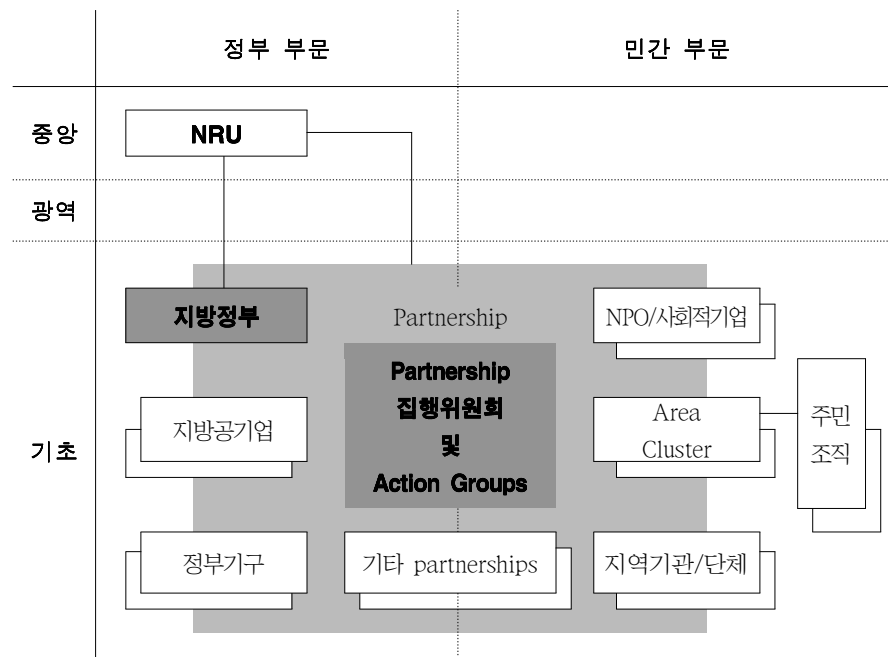 정부 부문
민간 부문
중앙
NRU
광역
기초
지방정부
Partnership
NPO/사회적기업
Partnership
집행위원회
및
Action Groups
지방공기업
Area
Cluster
주민
조직
정부기구
기타 partnerships
지역기관/단체